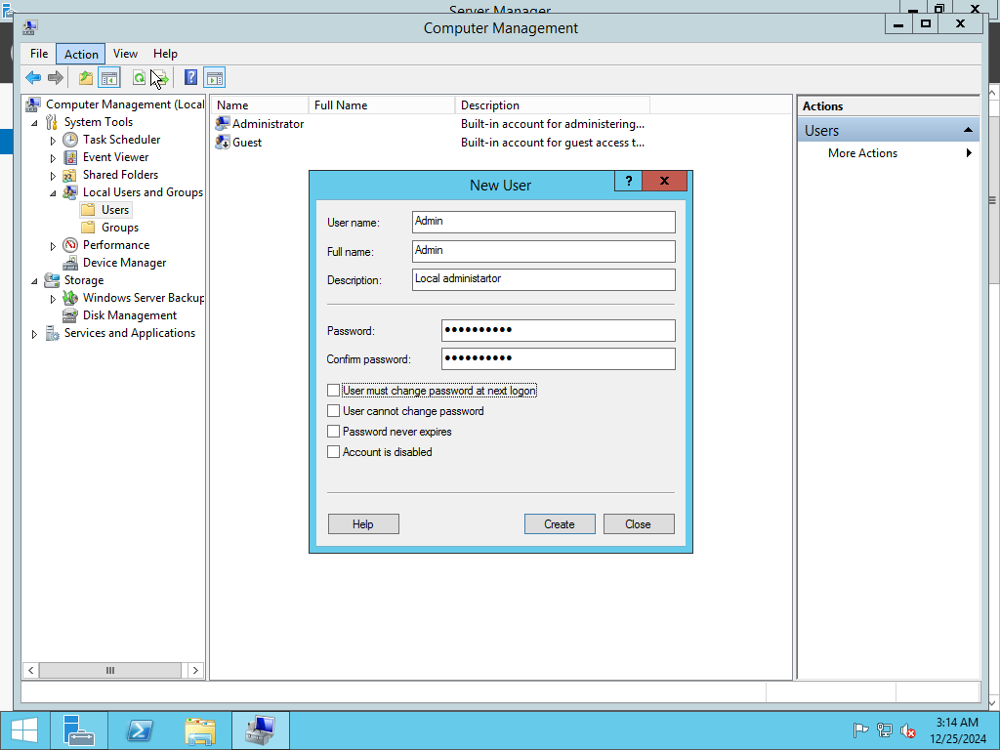 Server Manager
Computer Management
File Action View Help
Computer Management (Local
System Tools
Task Scheduler
Event Viewer
Shared Folders
Local Users and Groups
Users
Groups
Performance
Device Manager
Storage
Windows Server Backup
Disk Management
Services and Applications
Name Full Name Description
Administrator Built-in account for administering...
Guest Built-in account for guest access t...
Actions
Users
More Actions
New User
?
User name: Admin
Full name: Admin
Description: Local administartor
Password: ●●●●●●●●●●
Confirm password: ●●●●●●●●●●
User must change password at next logon
User cannot change password
Password never expires
Account is disabled
Help Create Close
3:14 AM
12/25/2024